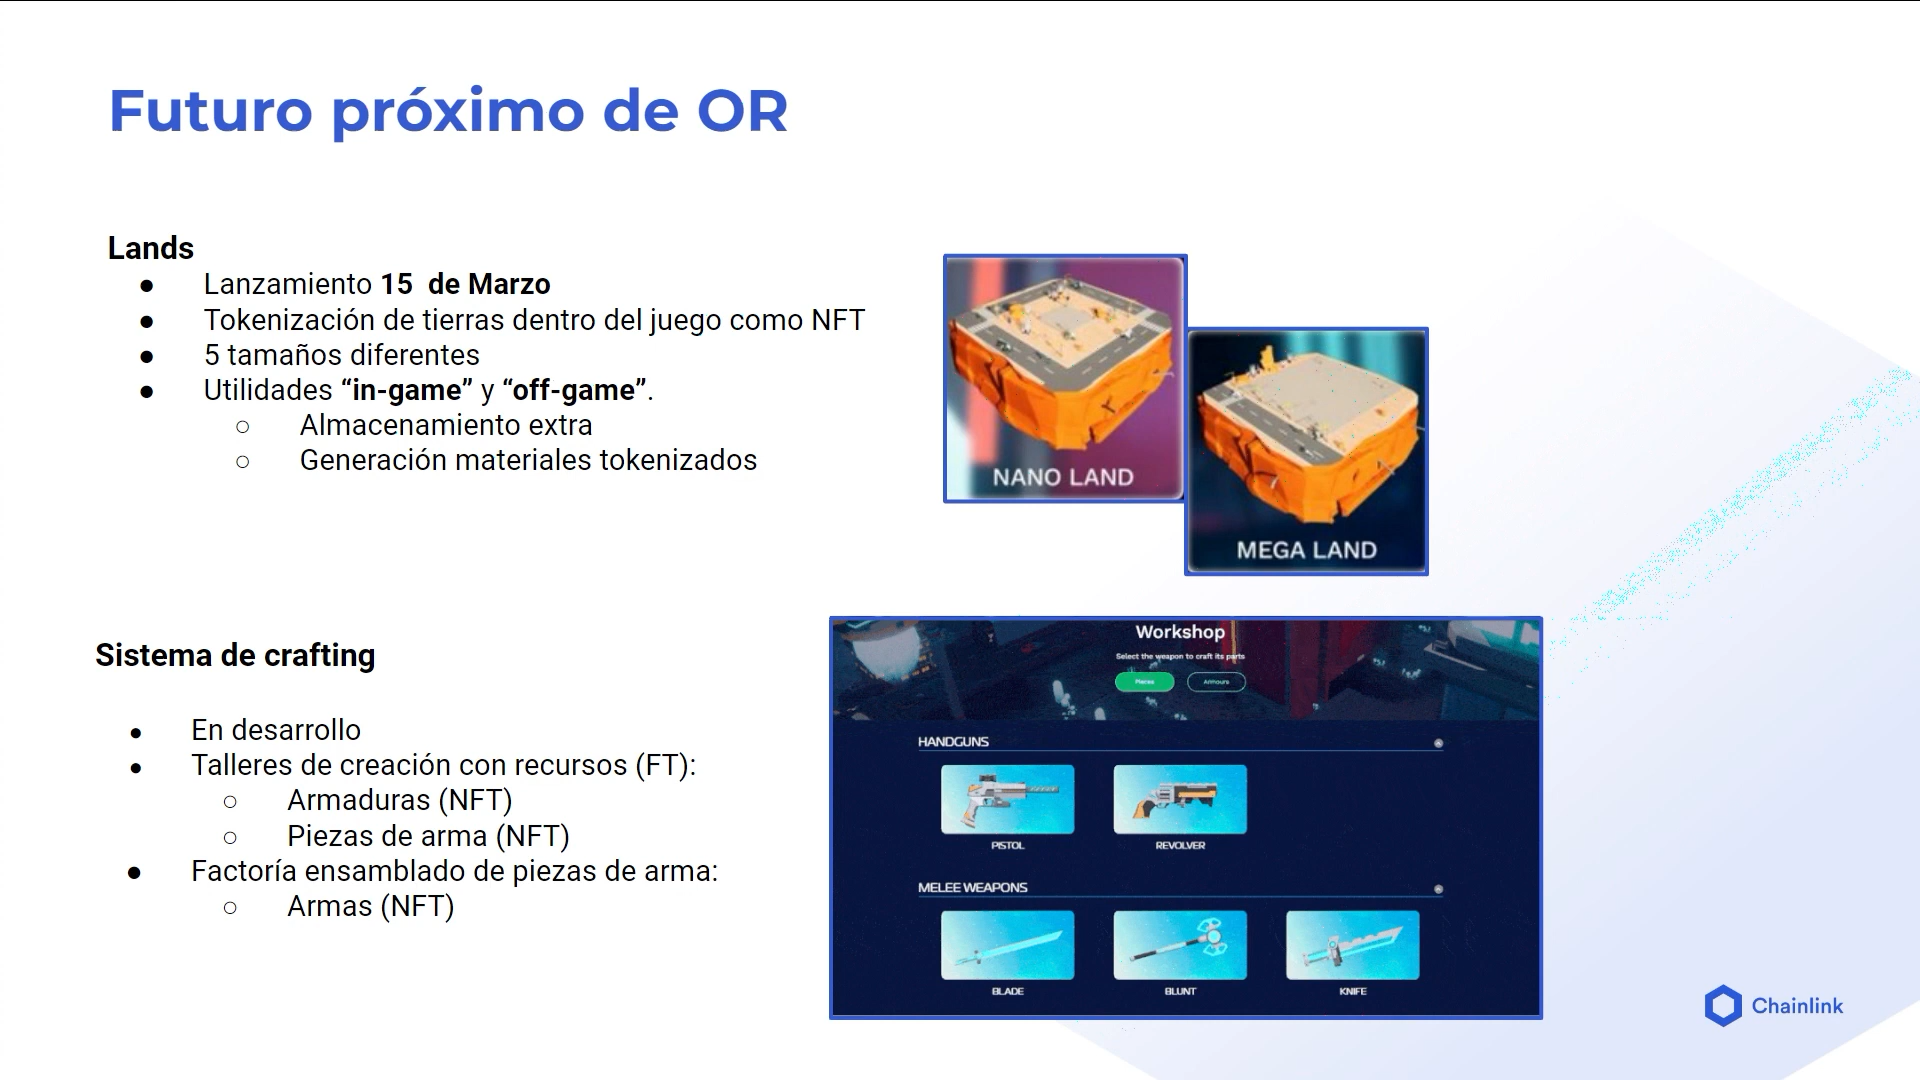 Futuro próximo de OR
Lands
● Lanzamiento 15 de Marzo
● Tokenización de tierras dentro del juego como NFT
● 5 tamaños diferentes
● Utilidades “in-game” y “off-game”.
○ Almacenamiento extra
○ Generación materiales tokenizados
NANO LAND
MEGA LAND
Sistema de crafting
● En desarrollo
● Talleres de creación con recursos (FT):
○ Armaduras (NFT)
○ Piezas de arma (NFT)
● Factoría ensamblado de piezas de arma:
○ Armas (NFT)
Workshop
Select the weapon to craft its parts
Pieces Armours
HANDGUNS
PISTOL REVOLVER
MELEE WEAPONS
BLADE BLUNT KNIFE
Chainlink